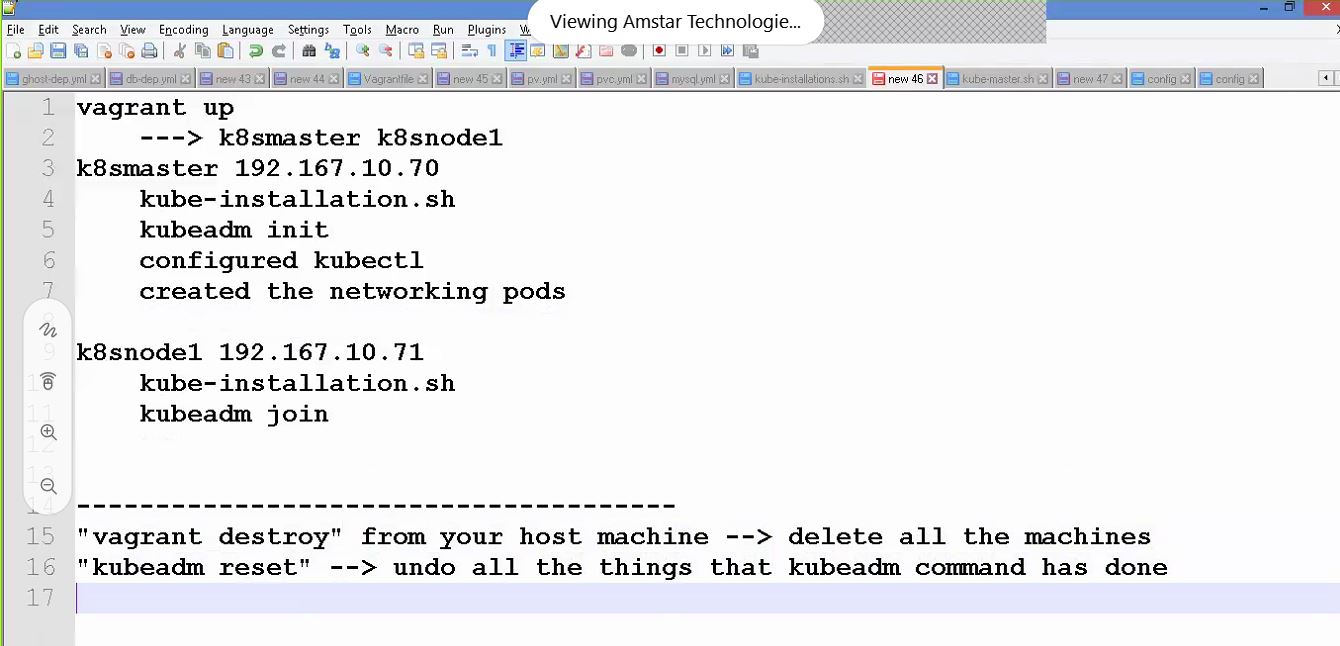 Viewing Amstar Technologie...
File Edit Search View Encoding Language Settings Tools Macro Run Plugins
ghost-dep.yml db-dep.yml new 43 new 44 Vagrantfile new 45 pv.yml pvc.yml mysql.yml kube-installations.sh new 46 kube-master.sh new 47 config config
1 vagrant up
2 ---> k8smaster k8snode1
3 k8smaster 192.167.10.70
4 kube-installation.sh
5 kubeadm init
6 configured kubectl
7 created the networking pods
9 k8snode1 192.167.10.71
kube-installation.sh
11 kubeadm join
12
13
14 --------------------------------------
15 "vagrant destroy" from your host machine --> delete all the machines
16 "kubeadm reset" --> undo all the things that kubeadm command has done
17